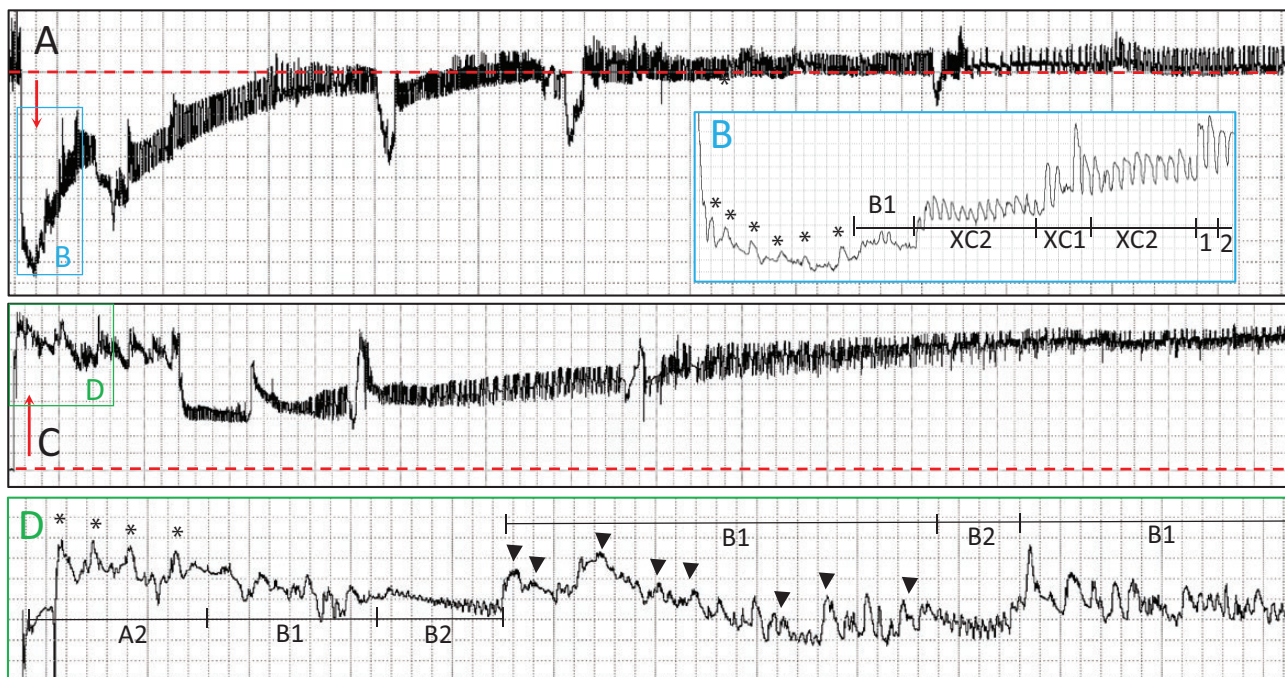 A
B
B
* * * * * *
B1
XC2 XC1 XC2 1 2
*
D
C
D
* * * *
A2 B1 B2
B1 B2 B1